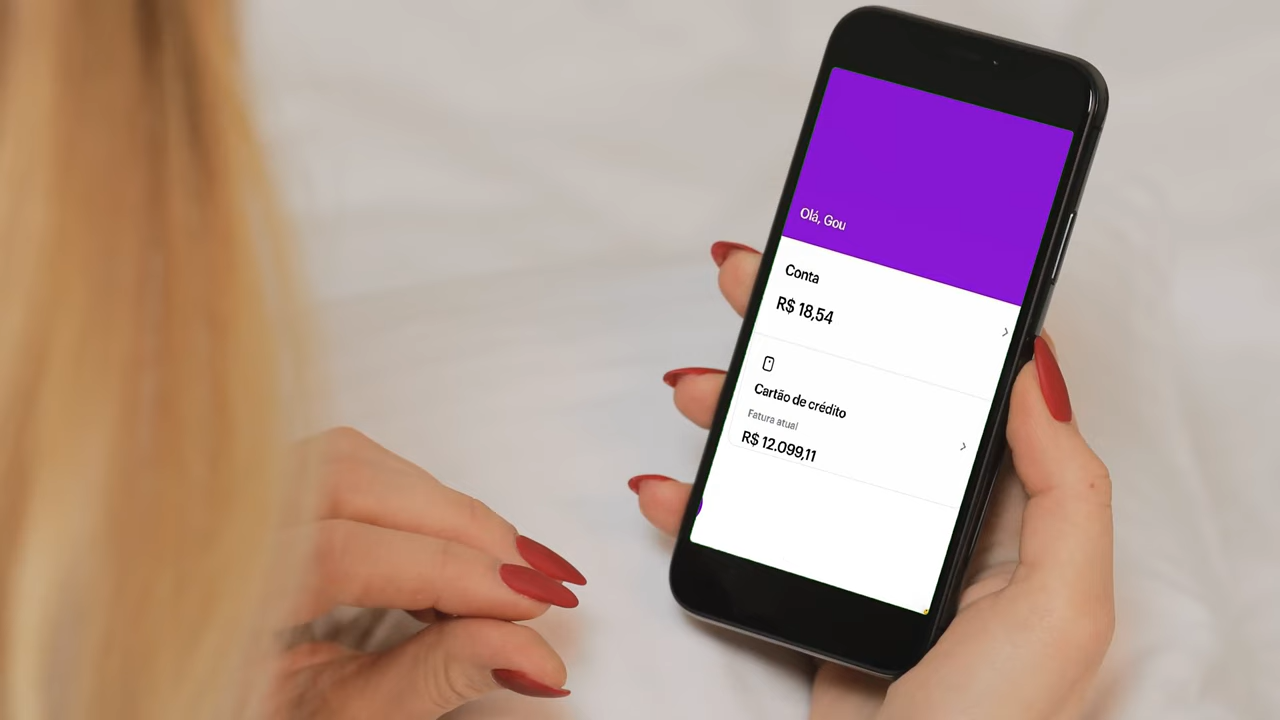 Olá, Gou
Conta
R$ 18,54
Cartão de crédito
Fatura atual
R$ 12.099,11